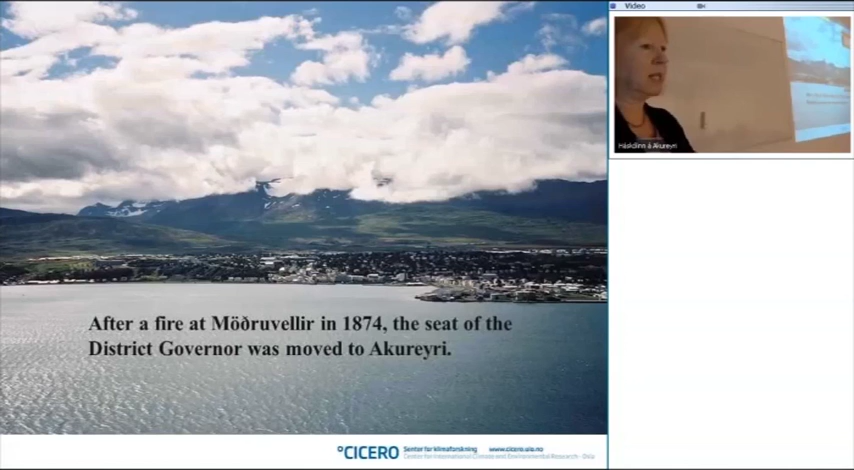 Video
Háskólinn á Akureyri
After a fire at Möðruvellir in 1874, the seat of the
District Governor was moved to Akureyri.
°CICERO
Senter for klimaforskning www.cicero.uio.no
Center for International Climate and Environmental Research - Oslo